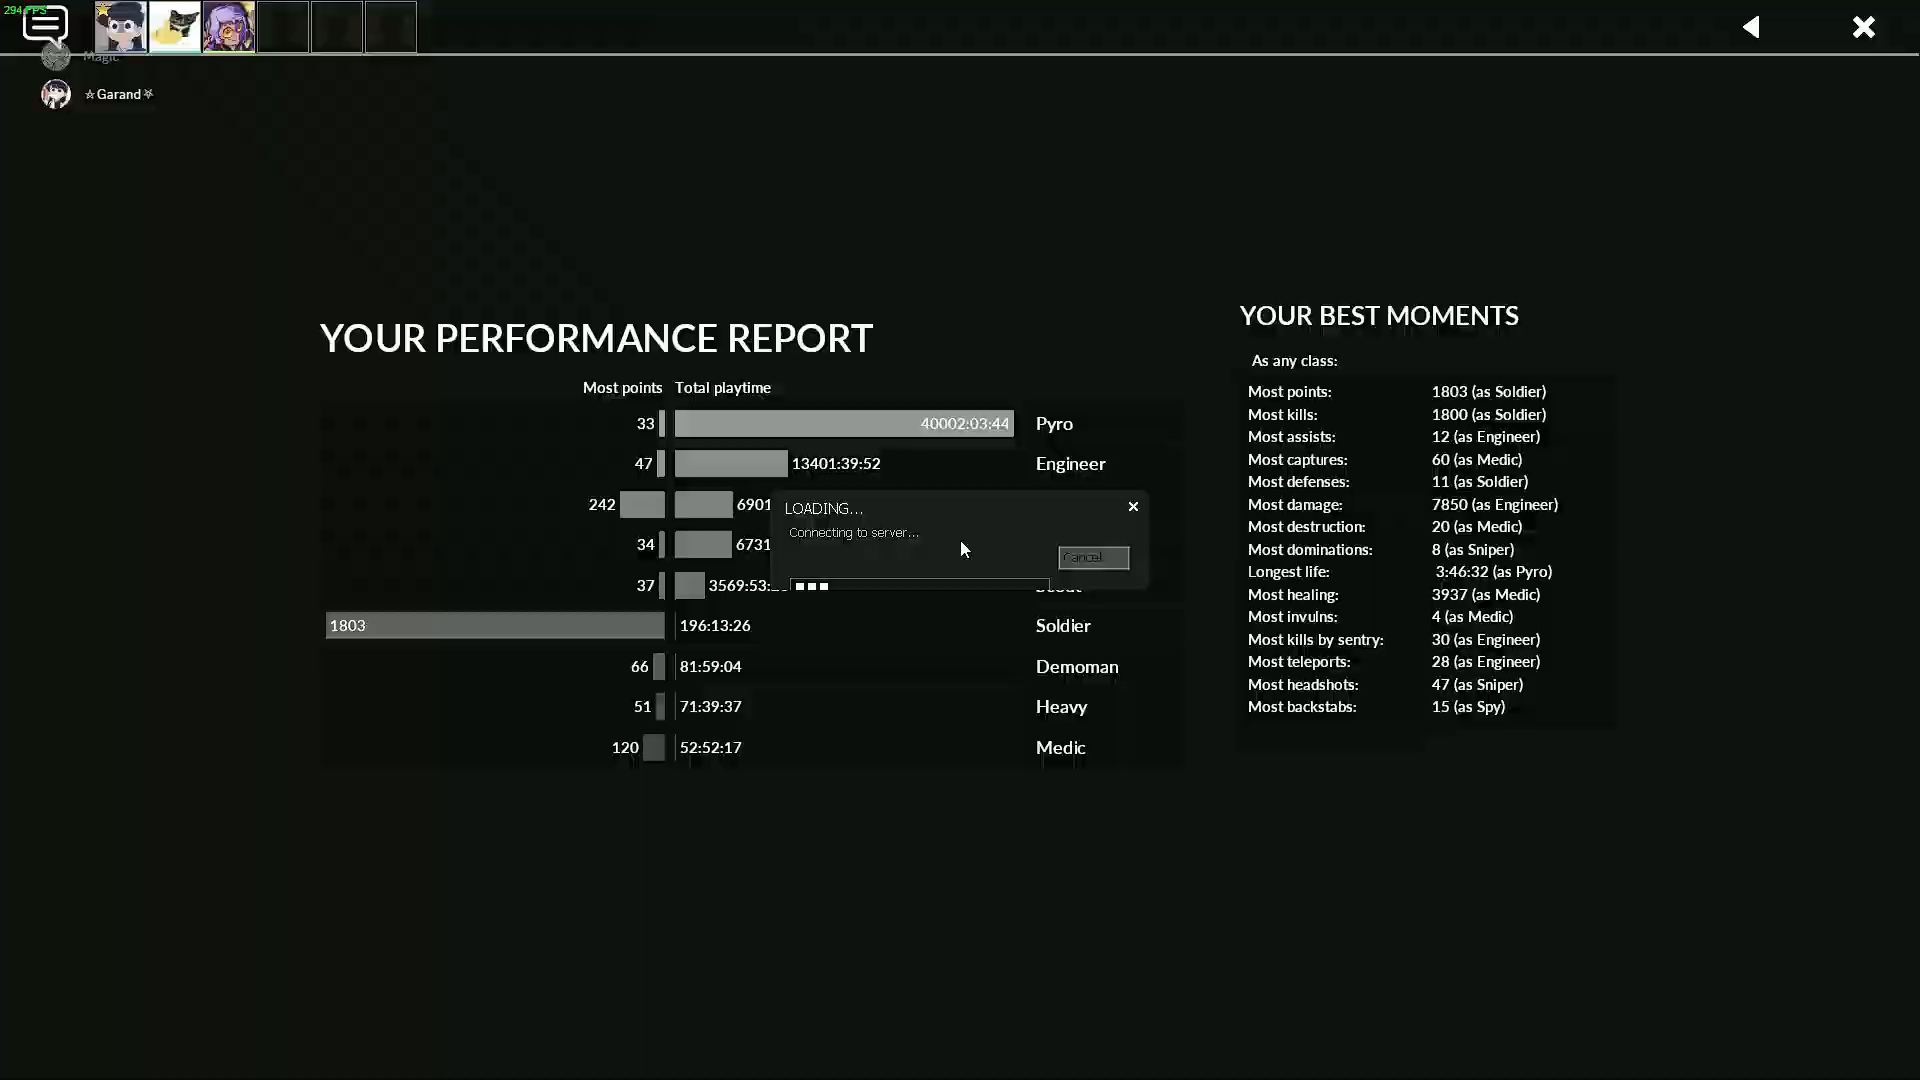 294 FPS
Magic
☆Garand⛧
YOUR PERFORMANCE REPORT
Most points Total playtime
33 40002:03:44 Pyro
47 13401:39:52 Engineer
242 6901
34 6731
37 3569:53: Scout
1803 196:13:26 Soldier
66 81:59:04 Demoman
51 71:39:37 Heavy
120 52:52:17 Medic
LOADING...
Connecting to server...
Cancel
YOUR BEST MOMENTS
As any class:
Most points: 1803 (as Soldier)
Most kills: 1800 (as Soldier)
Most assists: 12 (as Engineer)
Most captures: 60 (as Medic)
Most defenses: 11 (as Soldier)
Most damage: 7850 (as Engineer)
Most destruction: 20 (as Medic)
Most dominations: 8 (as Sniper)
Longest life: 3:46:32 (as Pyro)
Most healing: 3937 (as Medic)
Most invulns: 4 (as Medic)
Most kills by sentry: 30 (as Engineer)
Most teleports: 28 (as Engineer)
Most headshots: 47 (as Sniper)
Most backstabs: 15 (as Spy)